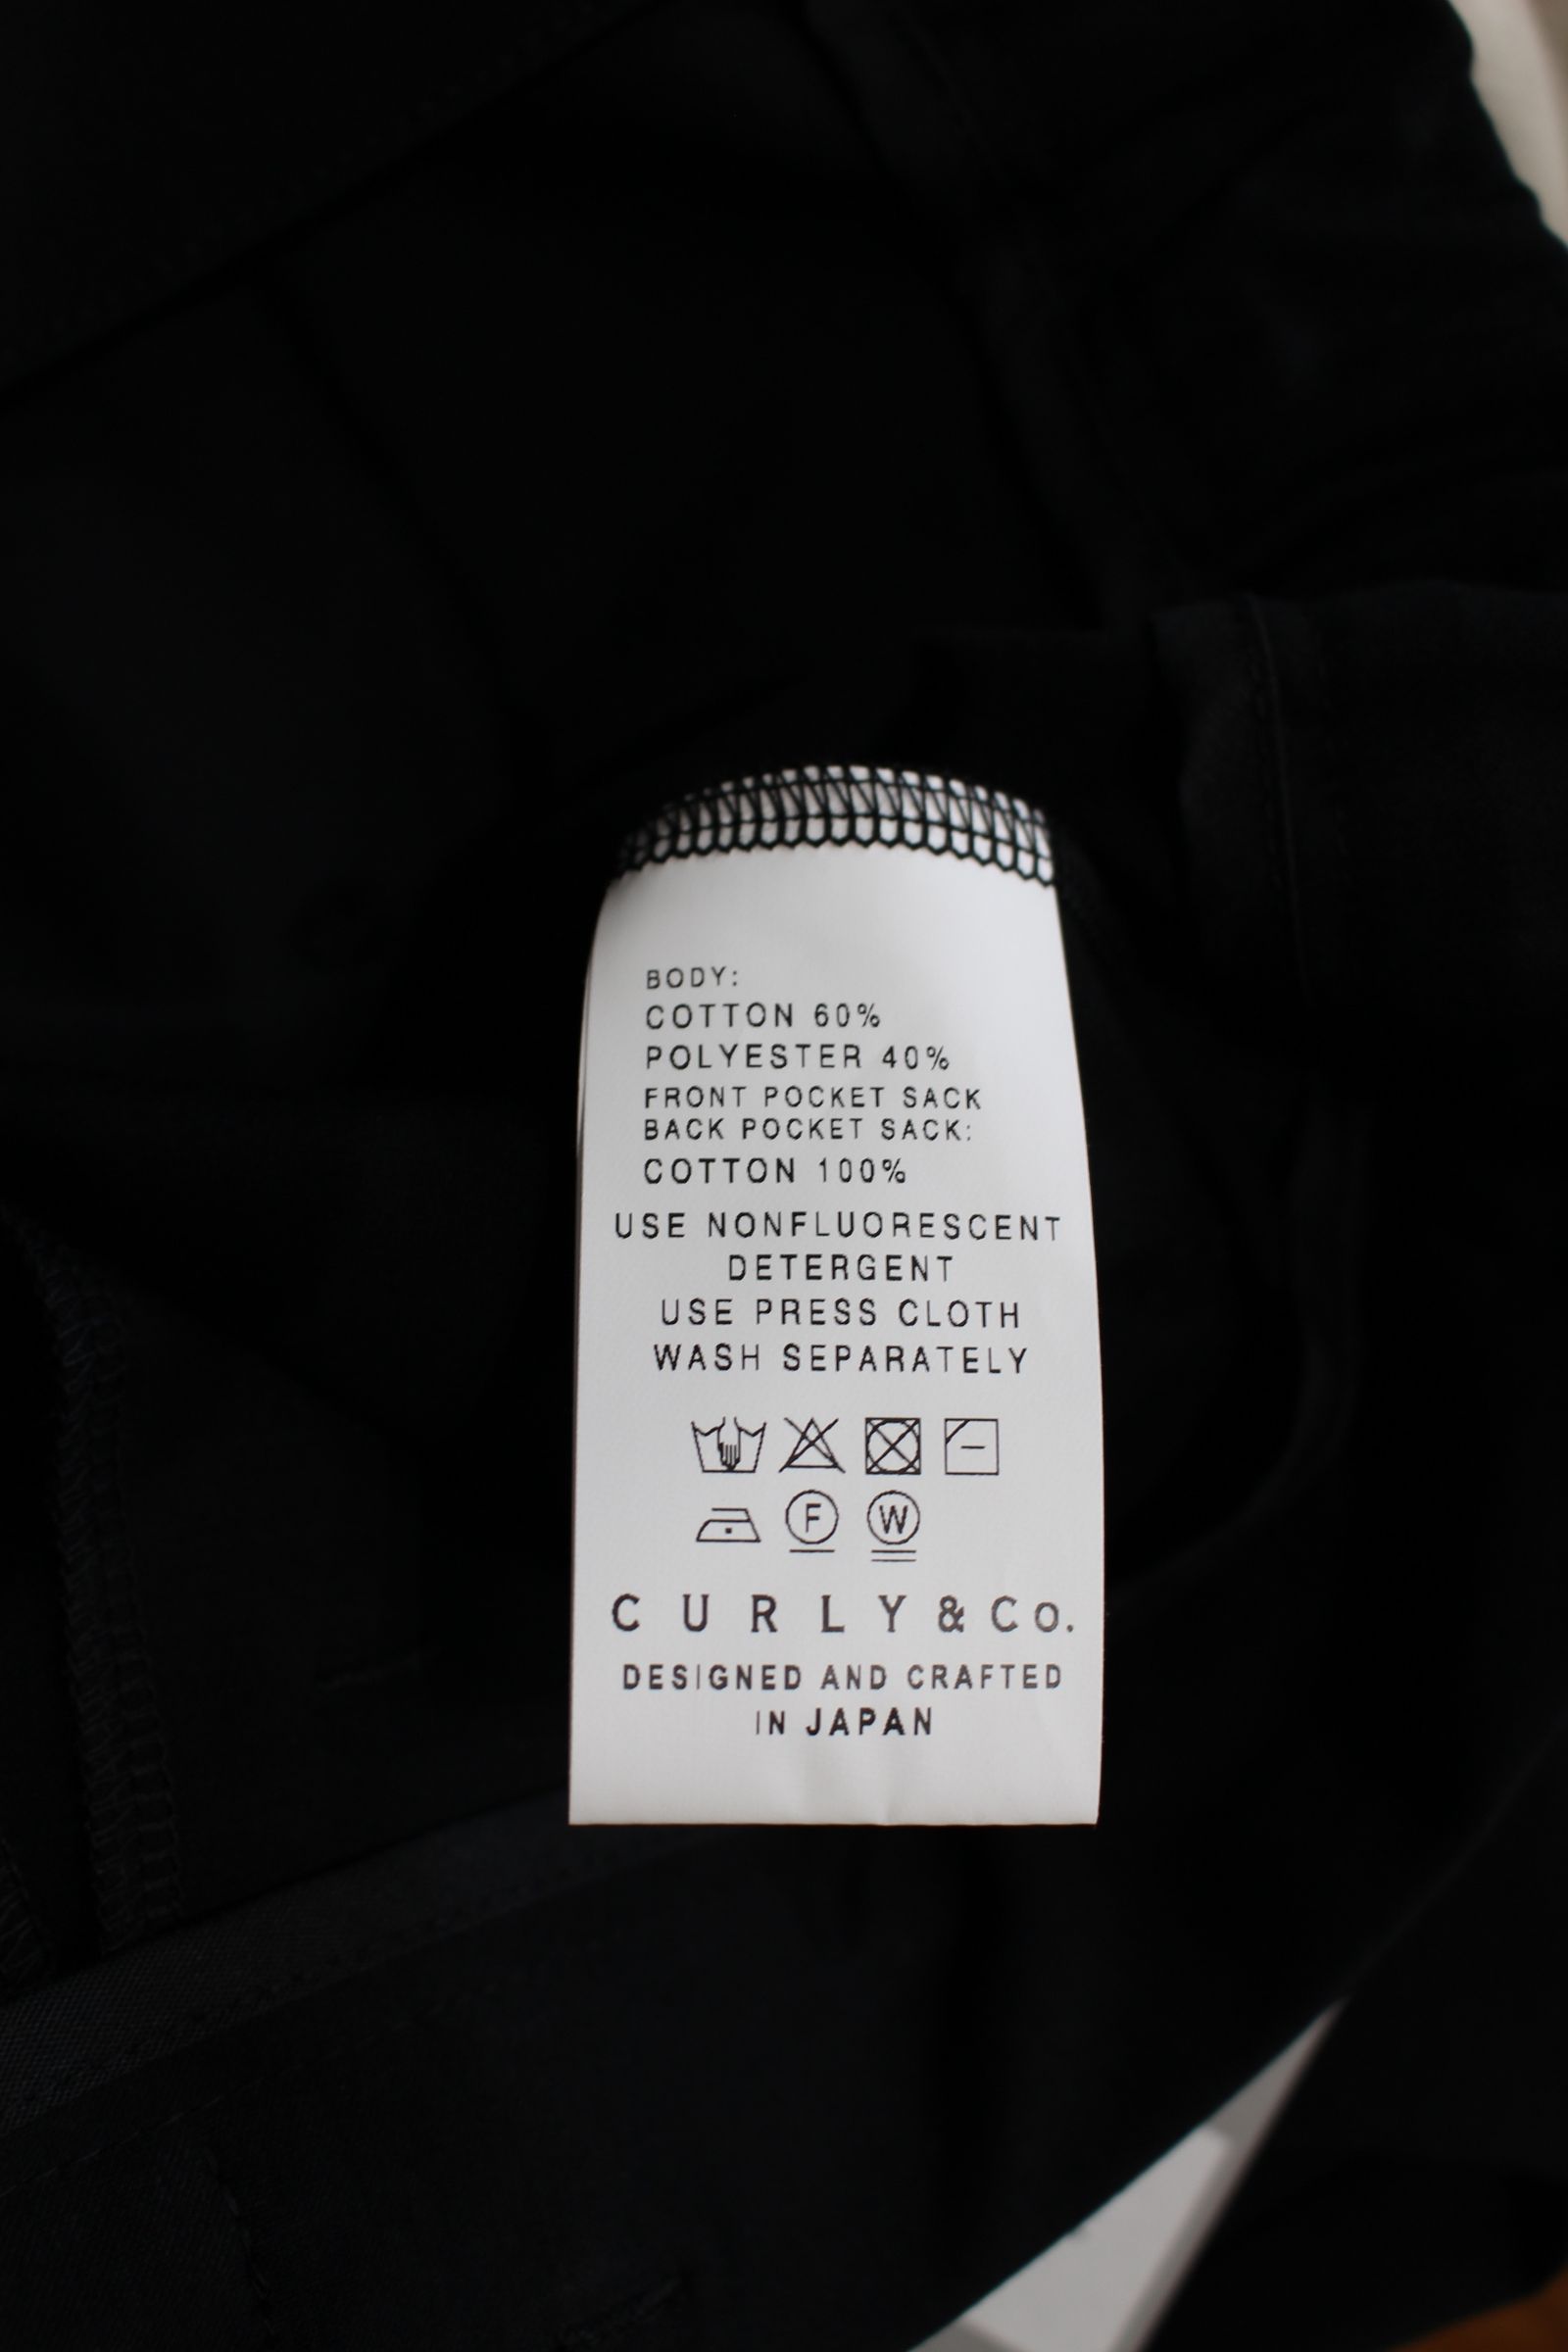 BODY:
COTTON 60%
POLYESTER 40%
FRONT POCKET SACK
BACK POCKET SACK:
COTTON 100%
USE NONFLUORESCENT
DETERGENT
USE PRESS CLOTH
WASH SEPARATELY
F W
CURLY & Co.
DESIGNED AND CRAFTED
IN JAPAN